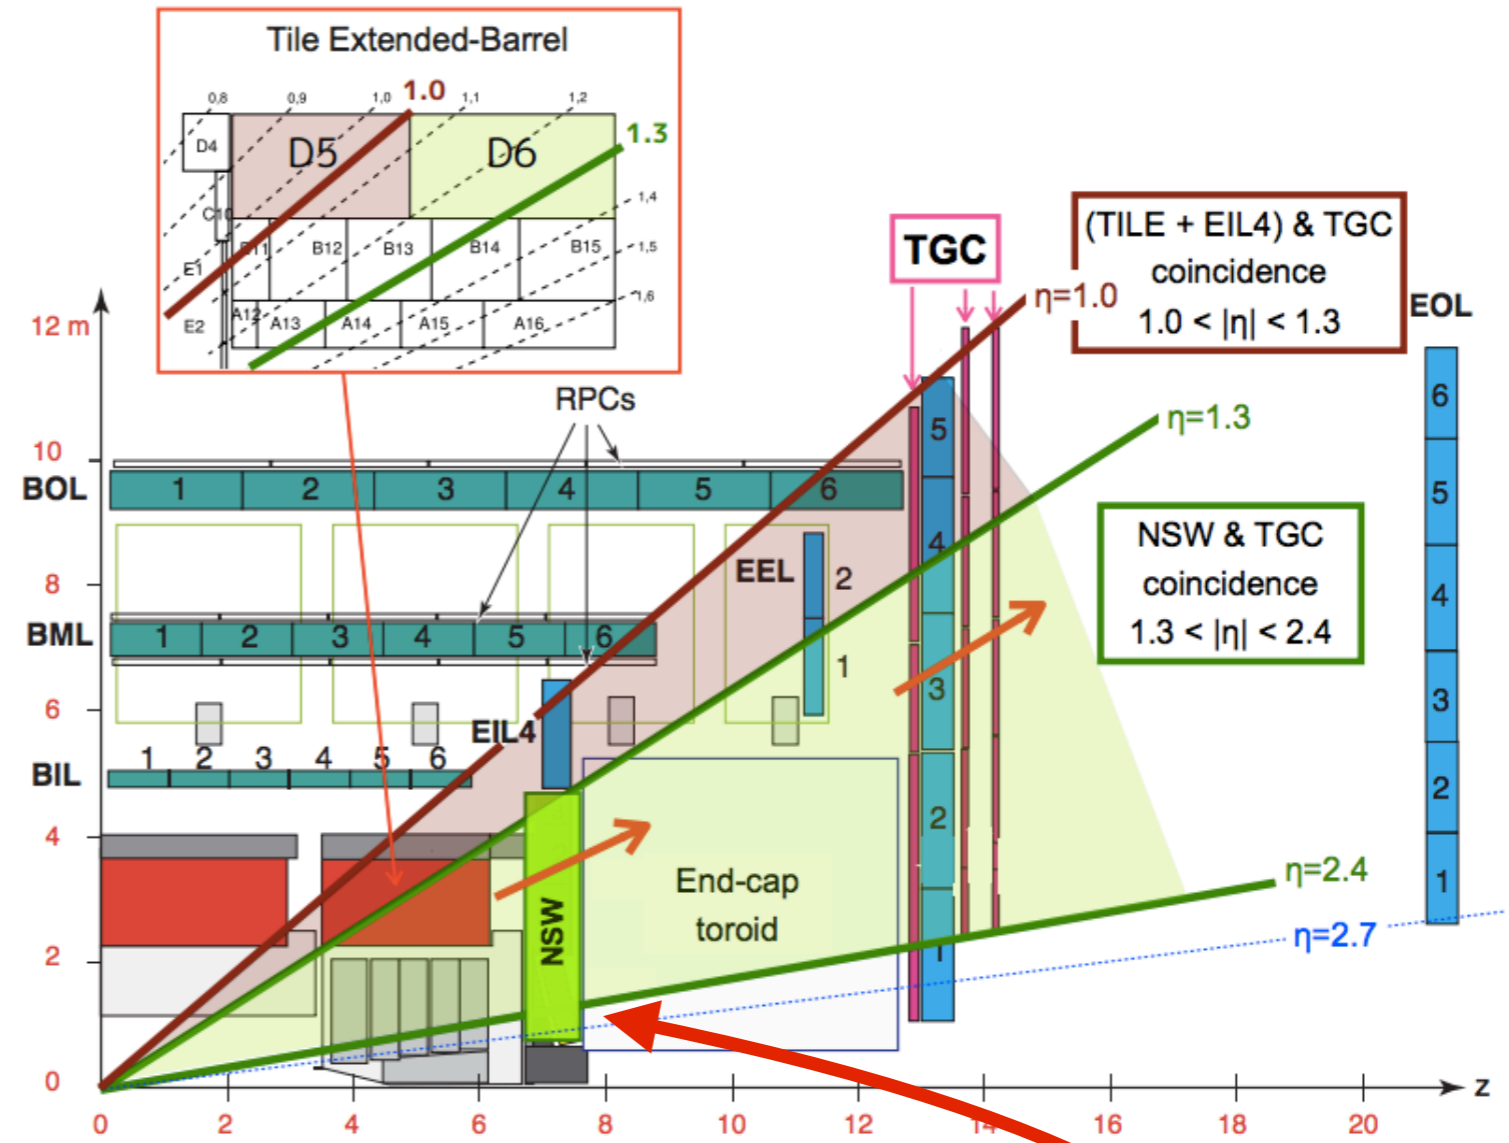 Tile Extended-Barrel
1.0
0,8
0,9
1,0
1,1
1,2
1.3
D4
D5
D6
C10
1,4
B11
B12
B13
B14
B15
1,5
E1
1,6
E2
A12
A13
A14
A15
A16
TGC
(TILE + EIL4) & TGC
coincidence
1.0 < |η| < 1.3
η=1.0
EOL
12 m
RPCs
6
5
η=1.3
10
BOL
1
2
3
4
5
6
5
4
NSW & TGC
coincidence
1.3 < |η| < 2.4
8
EEL
2
4
BML
1
2
3
4
5
6
1
3
3
6
EIL4
1
2
3
4
5
6
BIL
2
2
4
End-cap
toroid
η=2.4
1
NSW
2
1
η=2.7
0
z
0
2
4
6
8
10
12
14
16
18
20